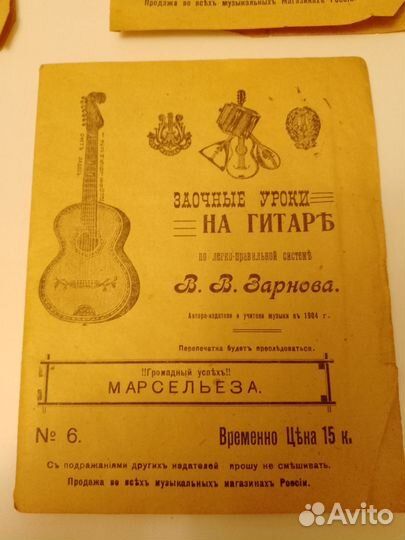 Продажа во всѣхъ музыкальныхъ магазинахъ Россіи.
ЗАОЧНЫЕ УРОКИ
НА ГИТАРѢ
по легко-правильной системѣ
В. В. Зарнова.
Автора-издателя и учителя музыки въ 1904 г.
Перепечатка будетъ преслѣдоваться.
!!Громадный успѣхъ!!
МАРСЕЛЬЕЗА.
№ 6.
Временно Цѣна 15 к.
Съ подражаніями другихъ издателей прошу не смѣшивать.
Продажа во всѣхъ музыкальныхъ магазинахъ Россіи.
Avito